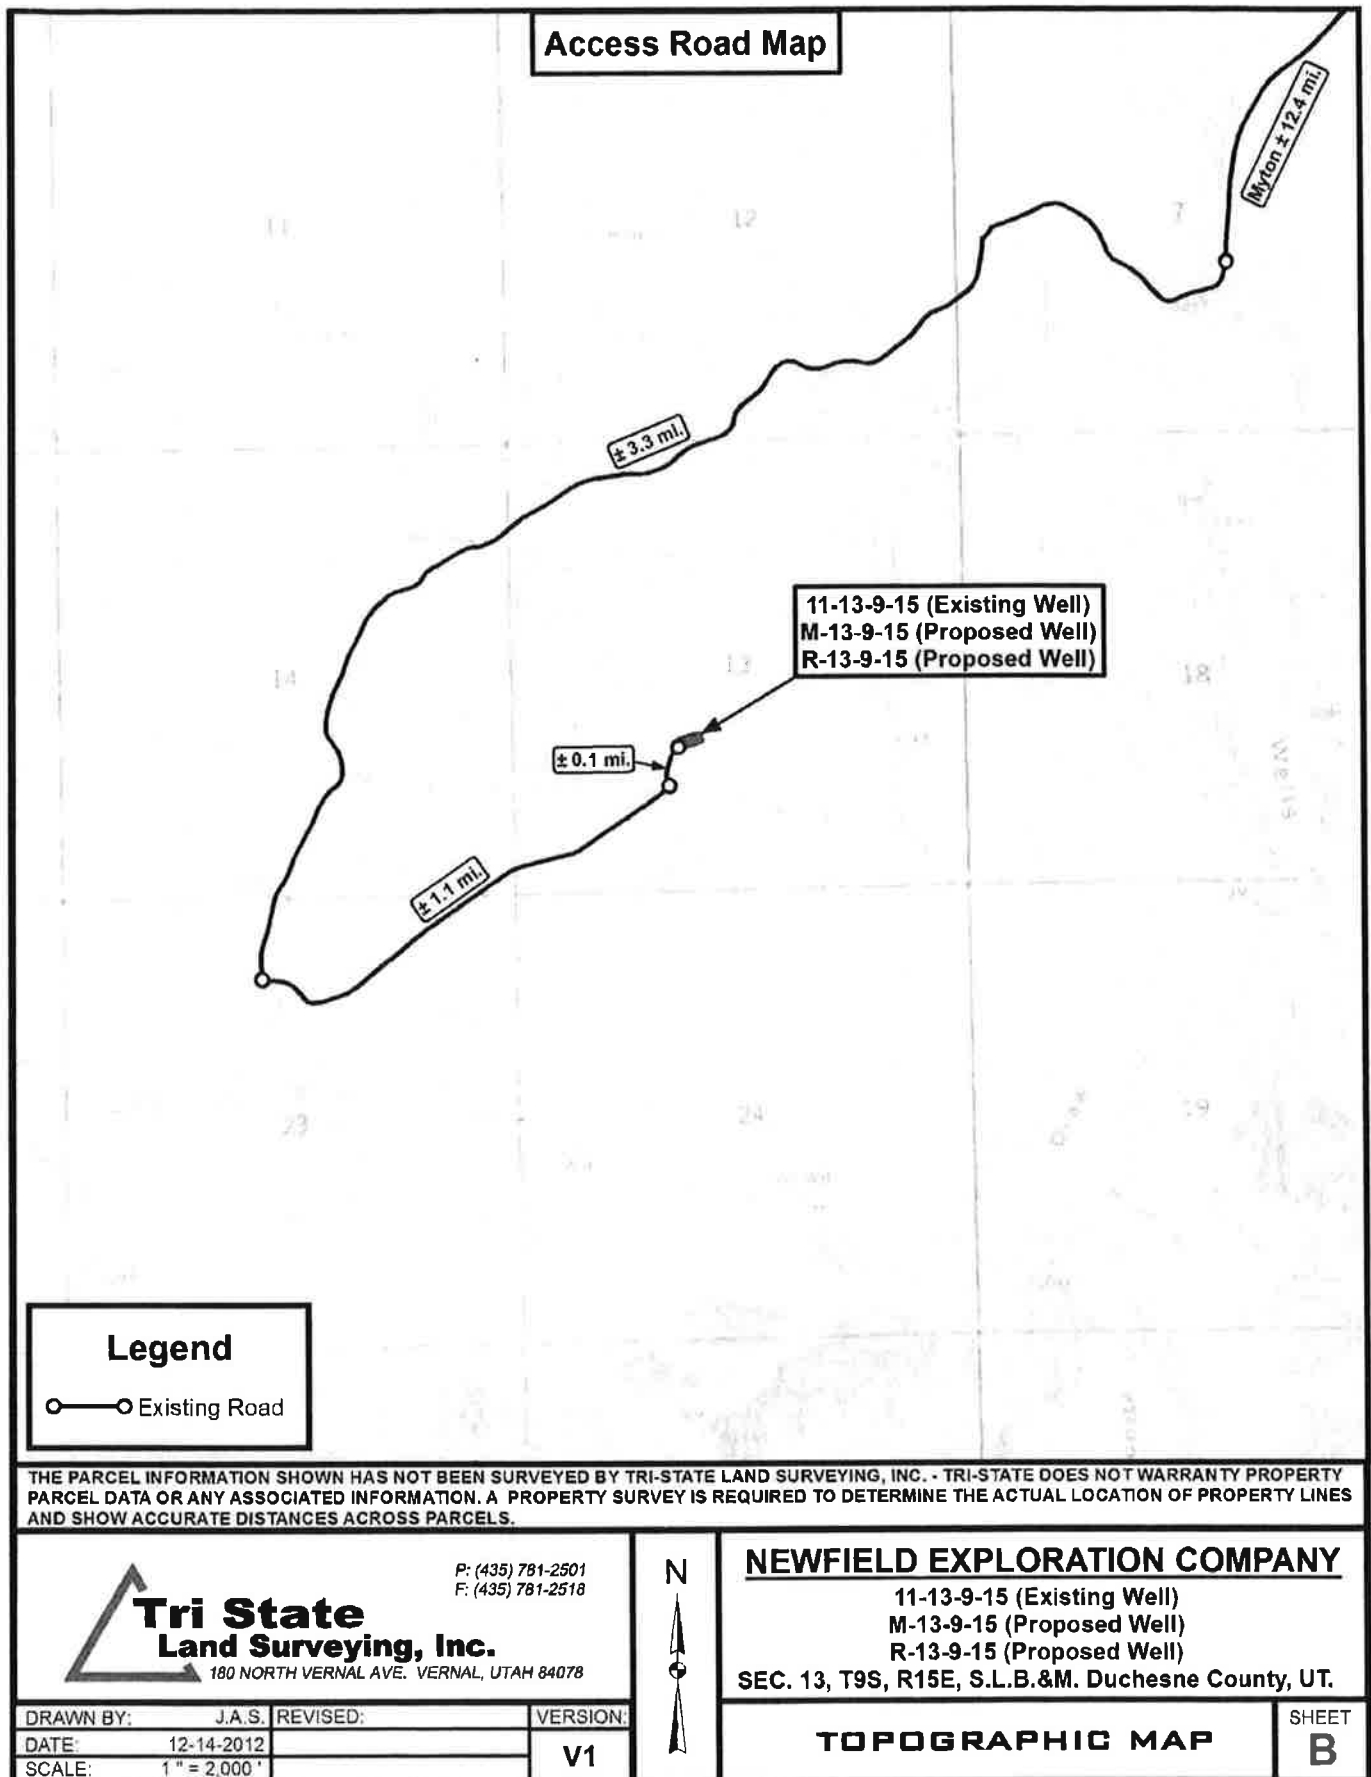 Access Road Map
Myton ± 12.4 mi.
11
12
7
± 3.3 mi.
11-13-9-15 (Existing Well)
M-13-9-15 (Proposed Well)
R-13-9-15 (Proposed Well)
14
13
18
± 0.1 mi.
± 1.1 mi.
Wells
23
24
19
Legend
Existing Road
THE PARCEL INFORMATION SHOWN HAS NOT BEEN SURVEYED BY TRI-STATE LAND SURVEYING, INC. - TRI-STATE DOES NOT WARRANTY PROPERTY
PARCEL DATA OR ANY ASSOCIATED INFORMATION. A PROPERTY SURVEY IS REQUIRED TO DETERMINE THE ACTUAL LOCATION OF PROPERTY LINES
AND SHOW ACCURATE DISTANCES ACROSS PARCELS.
P: (435) 781-2501
F: (435) 781-2518
Tri State
Land Surveying, Inc.
180 NORTH VERNAL AVE. VERNAL, UTAH 84078
N
NEWFIELD EXPLORATION COMPANY
11-13-9-15 (Existing Well)
M-13-9-15 (Proposed Well)
R-13-9-15 (Proposed Well)
SEC. 13, T9S, R15E, S.L.B.&M. Duchesne County, UT.
DRAWN BY: J.A.S.
REVISED:
VERSION:
DATE: 12-14-2012
V1
SCALE: 1 " = 2,000 '
TOPOGRAPHIC MAP
SHEET
B